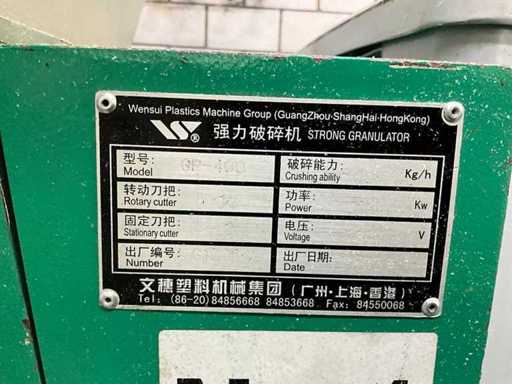 Wensui Plastics Machine Group (GuangZhou·ShangHai·HongKong)
® 强力破碎机 STRONG GRANULATOR
型号: Model GP-400 破碎能力: Crushing ability Kg/h
转动刀把: Rotary cutter 功率: Power Kw
固定刀把: Stationary cutter 电压: Voltage V
出厂编号: Number 出厂日期: Date
文穗塑料机械集团 (广州·上海·香港)
Tel: (86-20) 84856668 84853668 Fax: 84550068